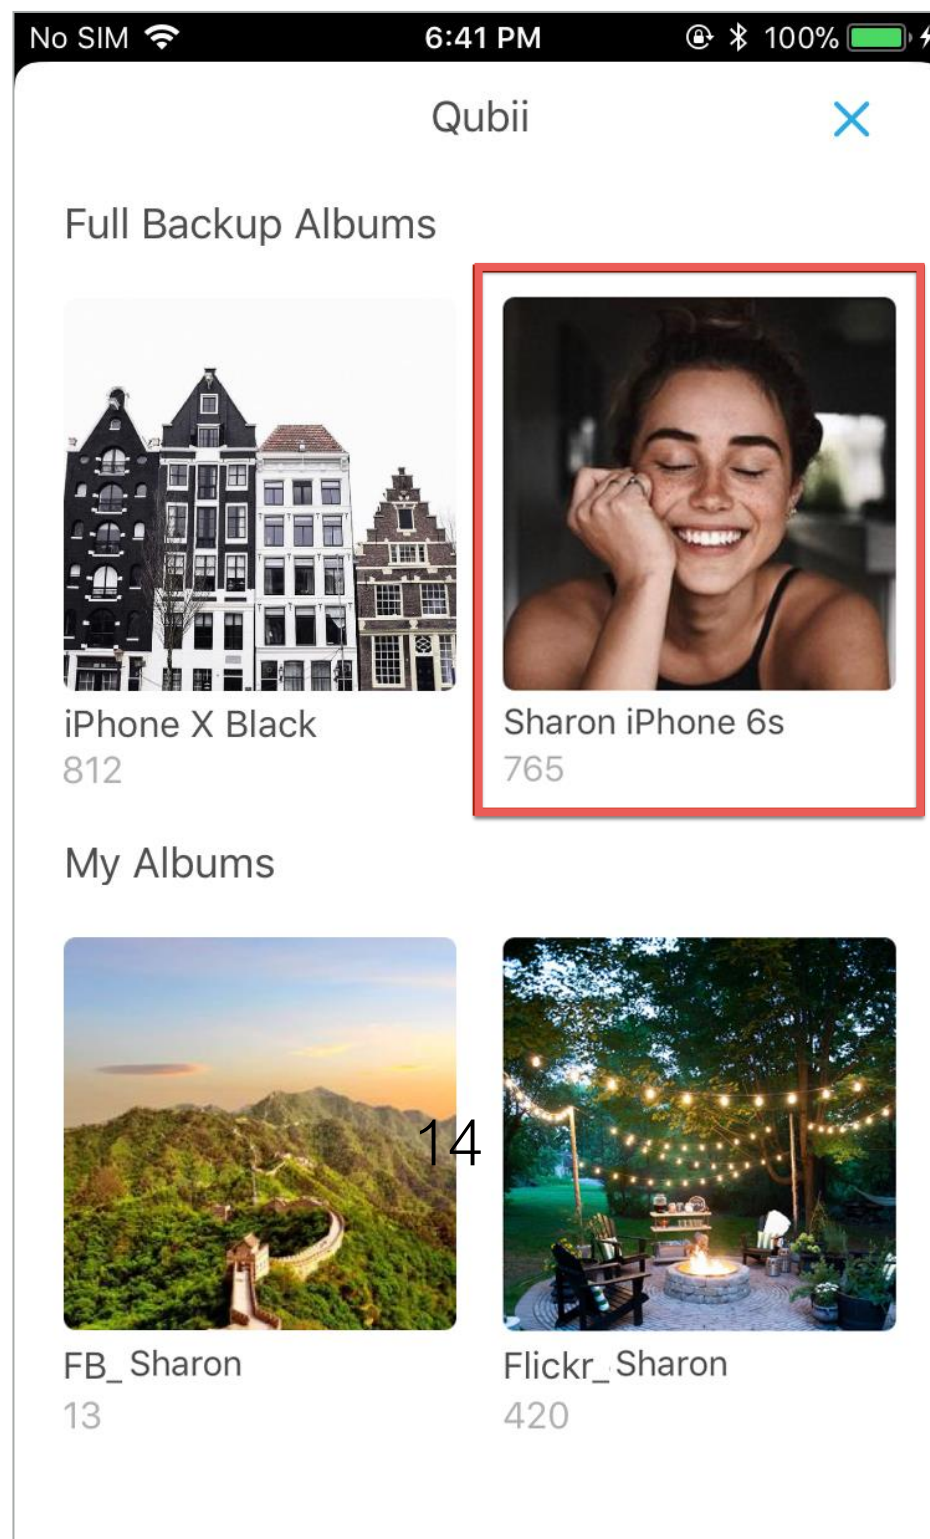 No SIM 6:41 PM 100%
Qubii
Full Backup Albums
iPhone X Black
812
Sharon iPhone 6s
765
My Albums
14
FB_ Sharon
13
Flickr_ Sharon
420